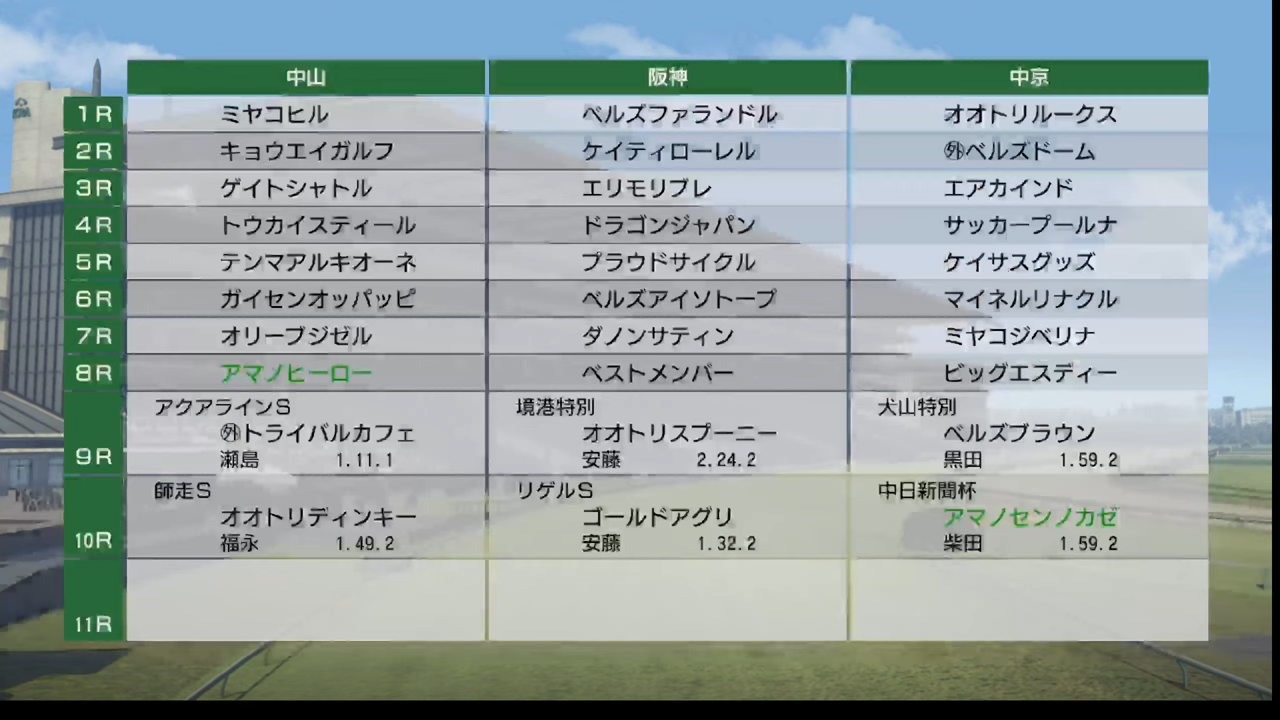 中山 阪神 中京
1R ミヤコヒル ベルズファランドル オオトリルークス
2R キョウエイガルフ ケイティローレル ㊕ベルズドーム
3R ゲイトシャトル エリモリブレ エアカインド
4R トウカイスティール ドラゴンジャパン サッカープールナ
5R テンマアルキオーネ プラウドサイクル ケイサスグッズ
6R ガイセンオッパッピ ベルズアイソトープ マイネルリナクル
7R オリーブジゼル ダノンサティン ミヤコジベリナ
8R アマノヒーロー ベストメンバー ビッグエスディー
アクアラインS 境港特別 犬山特別
外トライバルカフェ オオトリスプーニー ベルズブラウン
9R 瀬島 1.11.1 安藤 2.24.2 黒田 1.59.2
師走S リゲルS 中日新聞杯
オオトリディンキー ゴールドアグリ アマノセンノカゼ
10R 福永 1.49.2 安藤 1.32.2 柴田 1.59.2
11R